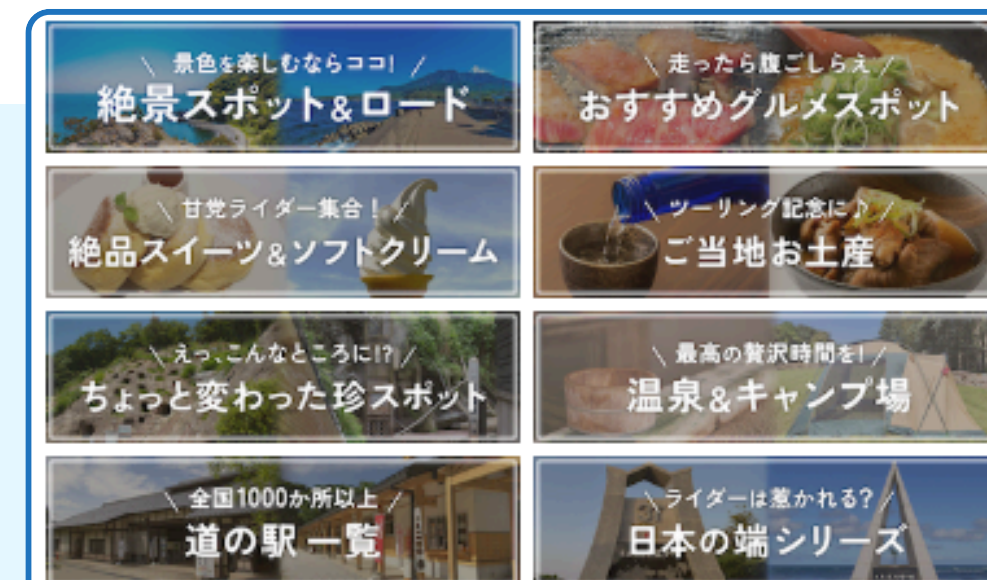 \ 景色を楽しむならココ! /
絶景スポット&ロード
\ 走ったら腹ごしらえ /
おすすめグルメスポット
\ 甘党ライダー集合! /
絶品スイーツ&ソフトクリーム
\ ツーリング記念に♪ /
ご当地お土産
\ えっ、こんなところに!? /
ちょっと変わった珍スポット
\ 最高の贅沢時間を! /
温泉&キャンプ場
\ 全国1000か所以上 /
道の駅 一覧
\ ライダーは惹かれる? /
日本の端シリーズ